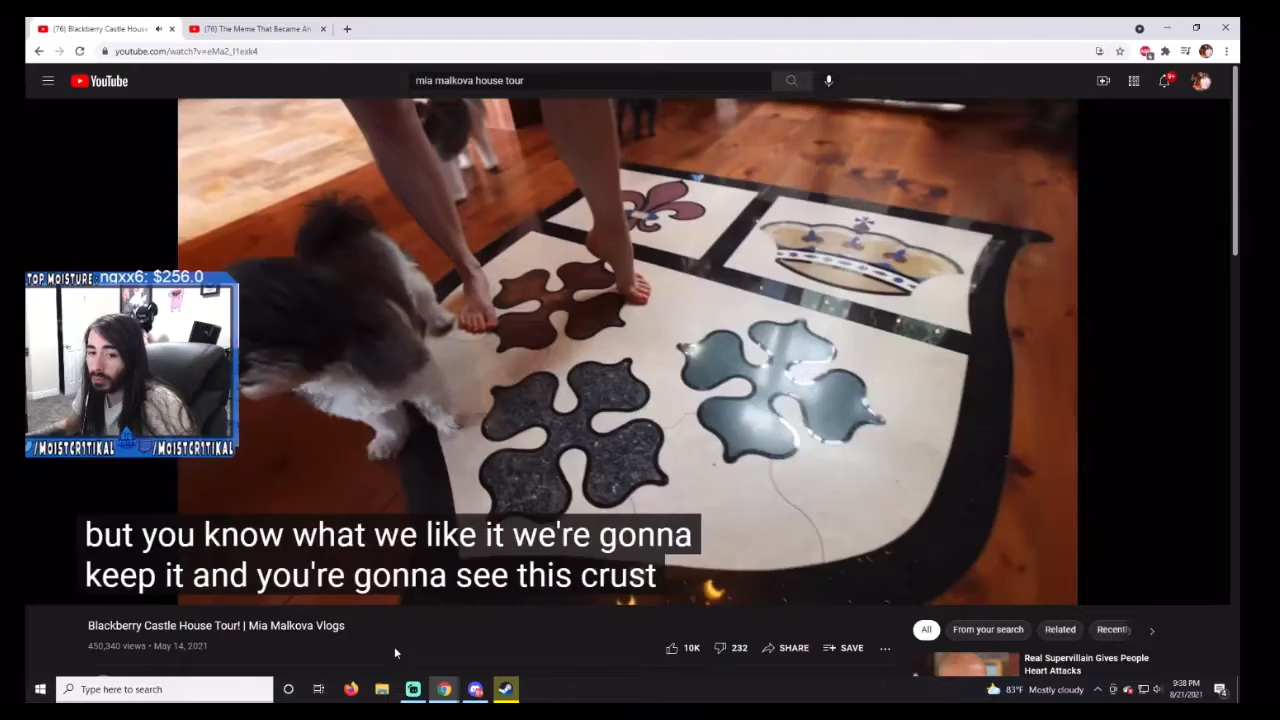 (76) Blackberry Castle House
(76) The Meme That Became An
youtube.com/watch?v=eMa2_I1exk4
YouTube
mia malkova house tour
9+
TOP MOISTURE: ngxx6: $256.0
/MOISTCR1TIKAL
/MOISTCR1TIKAL
but you know what we like it we're gonna
keep it and you're gonna see this crust
Blackberry Castle House Tour! | Mia Malkova Vlogs
450,340 views • May 14, 2021
10K
232
SHARE
SAVE
All
From your search
Related
Recently
Real Supervillain Gives People
Heart Attacks
Type here to search
83°F Mostly cloudy
9:38 PM
8/21/2021